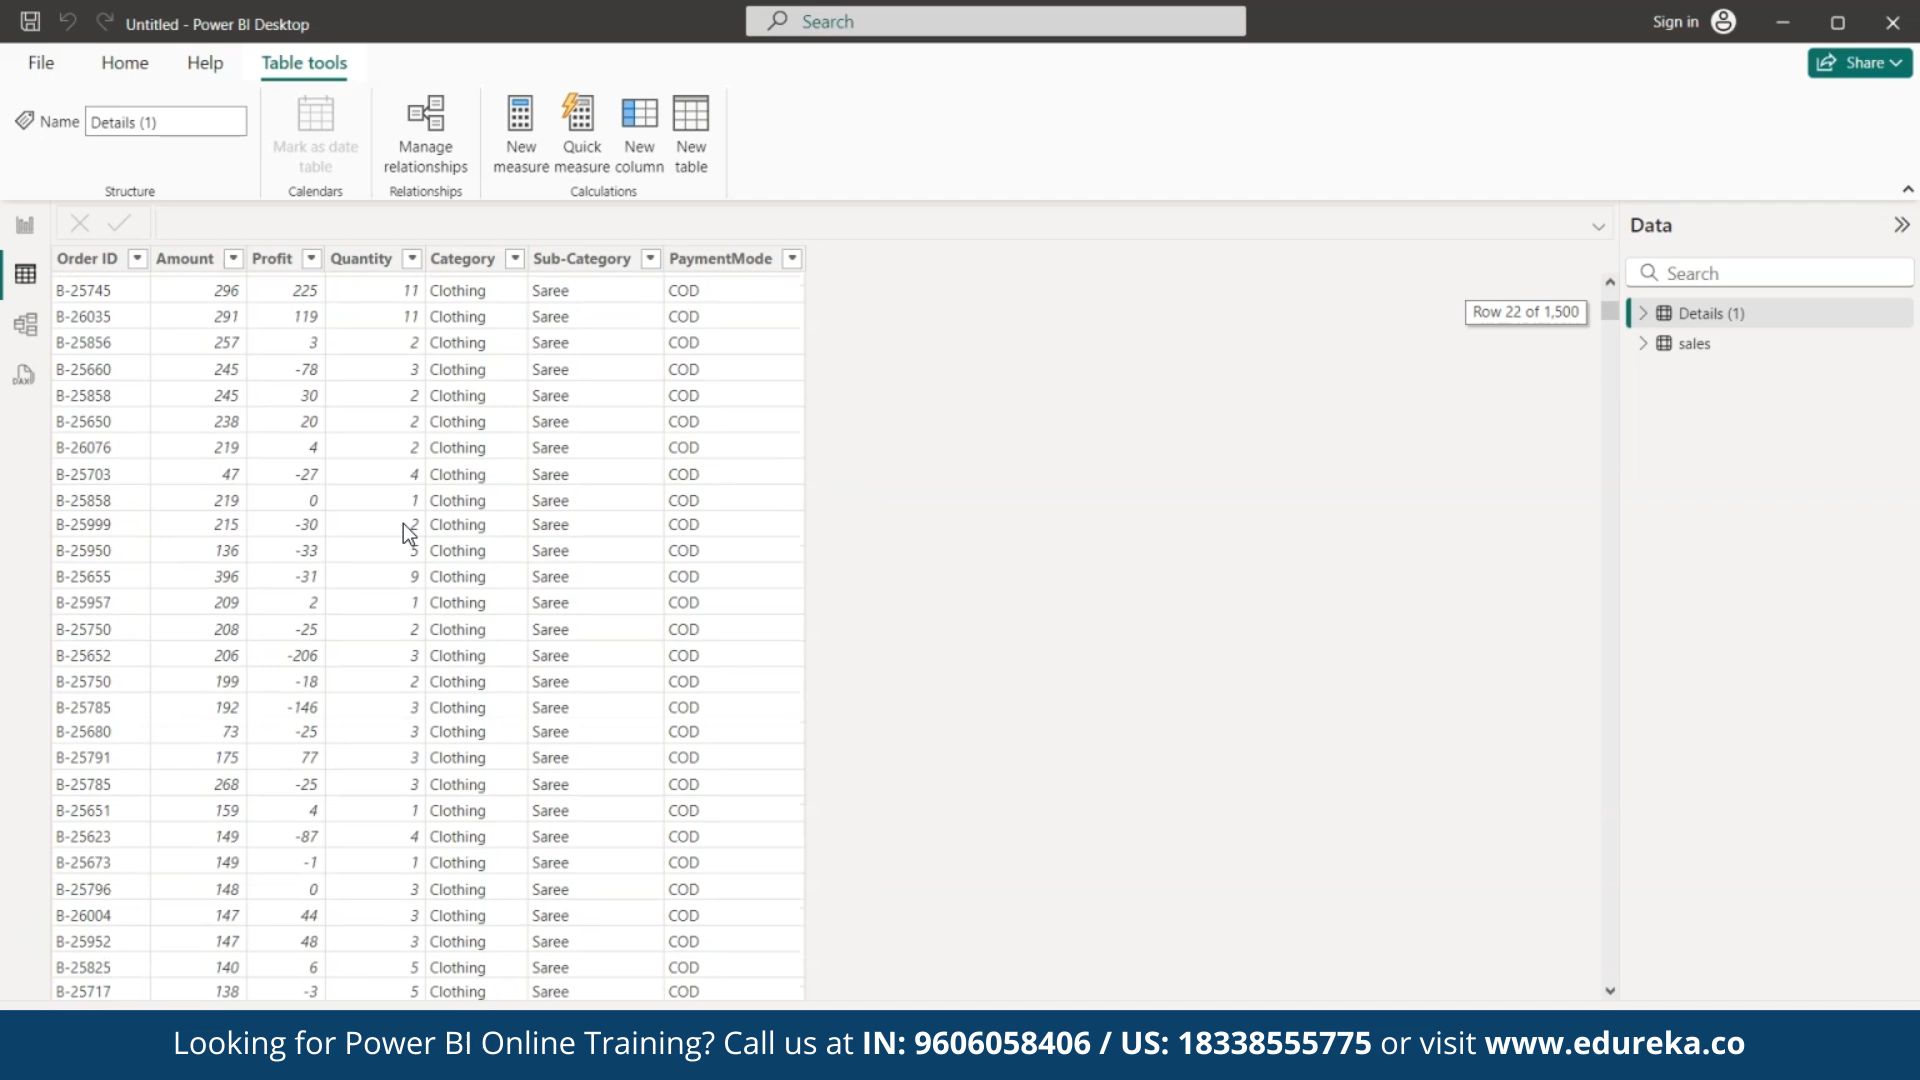 Untitled - Power BI Desktop
Search
Sign in
File Home Help Table tools
Share
Name Details (1)
Mark as date table
Manage relationships
New measure
Quick measure
New column
New table
Structure Calendars Relationships Calculations
Data
Search
Details (1)
sales
Row 22 of 1,500
Order ID Amount Profit Quantity Category Sub-Category PaymentMode
B-25745 296 225 11 Clothing Saree COD
B-26035 291 119 11 Clothing Saree COD
B-25856 257 3 2 Clothing Saree COD
B-25660 245 -78 3 Clothing Saree COD
B-25858 245 30 2 Clothing Saree COD
B-25650 238 20 2 Clothing Saree COD
B-26076 219 4 2 Clothing Saree COD
B-25703 47 -27 4 Clothing Saree COD
B-25858 219 0 1 Clothing Saree COD
B-25999 215 -30 2 Clothing Saree COD
B-25950 136 -33 5 Clothing Saree COD
B-25655 396 -31 9 Clothing Saree COD
B-25957 209 2 1 Clothing Saree COD
B-25750 208 -25 2 Clothing Saree COD
B-25652 206 -206 3 Clothing Saree COD
B-25750 199 -18 2 Clothing Saree COD
B-25785 192 -146 3 Clothing Saree COD
B-25680 73 -25 3 Clothing Saree COD
B-25791 175 77 3 Clothing Saree COD
B-25785 268 -25 3 Clothing Saree COD
B-25651 159 4 1 Clothing Saree COD
B-25623 149 -87 4 Clothing Saree COD
B-25673 149 -1 1 Clothing Saree COD
B-25796 148 0 3 Clothing Saree COD
B-26004 147 44 3 Clothing Saree COD
B-25952 147 48 3 Clothing Saree COD
B-25825 140 6 5 Clothing Saree COD
B-25717 138 -3 5 Clothing Saree COD
DAX
Looking for Power BI Online Training? Call us at IN: 9606058406 / US: 18338555775 or visit www.edureka.co